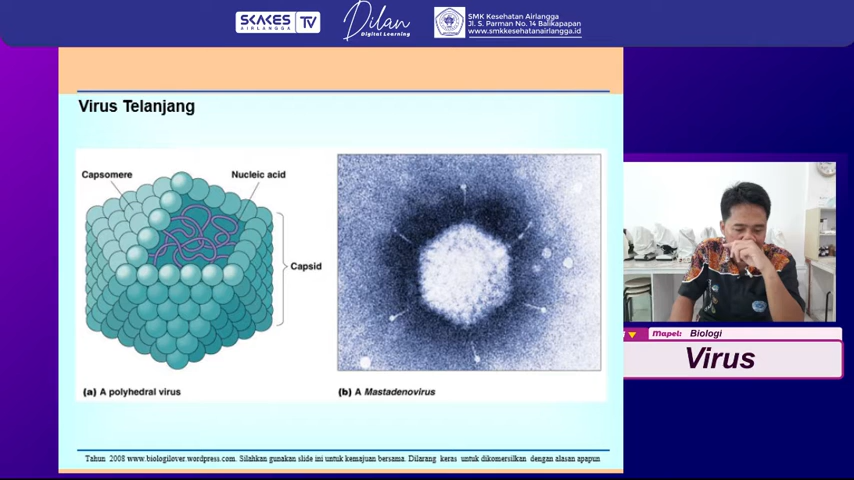 SKAKES TV
AIRLANGGA
Dilan
Digital Learning
SMK Kesehatan Airlangga
Jl. S. Parman No. 14 Balikapapan
www.smkkesehatanairlangga.id
Virus Telanjang
Capsomere
Nucleic acid
Capsid
(a) A polyhedral virus
(b) A Mastadenovirus
Mapel: Biologi
Virus
Tahun 2008 www.biologilover.wordpress.com. Silahkan gunakan slide ini untuk kemajuan bersama. Dilarang keras untuk dikomersilkan dengan alasan apapun